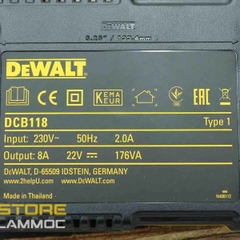 DEWALT
DCB118
Type 1
KEMA
KEUR
EAC
Input: 230V~ 50Hz 2.0A
Output: 8A 22V 176VA
DEWALT, D-65509 IDSTEIN, GERMANY
www.2helpU.com www.DEWALT.com
Made in Thailand
STORE
LAMMOC